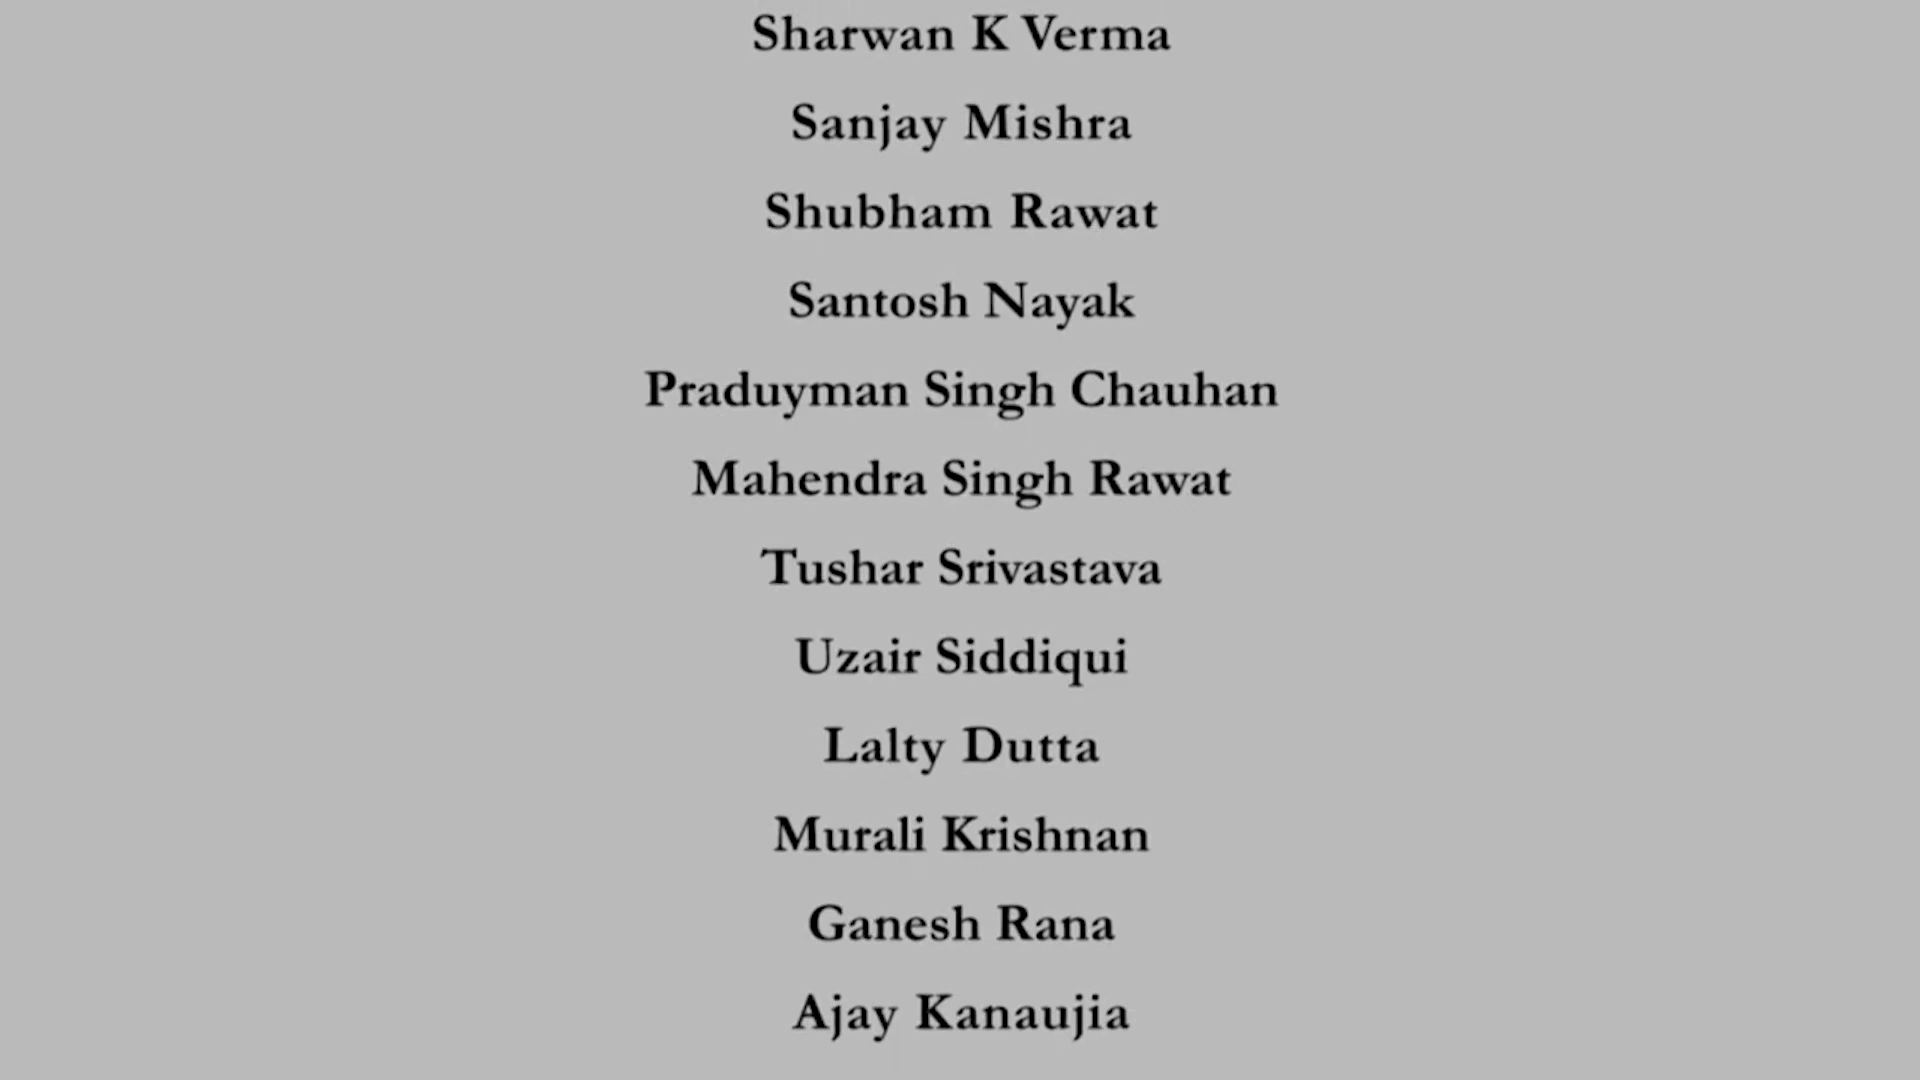 Sharwan K Verma
Sanjay Mishra
Shubham Rawat
Santosh Nayak
Praduyman Singh Chauhan
Mahendra Singh Rawat
Tushar Srivastava
Uzair Siddiqui
Lalty Dutta
Murali Krishnan
Ganesh Rana
Ajay Kanaujia